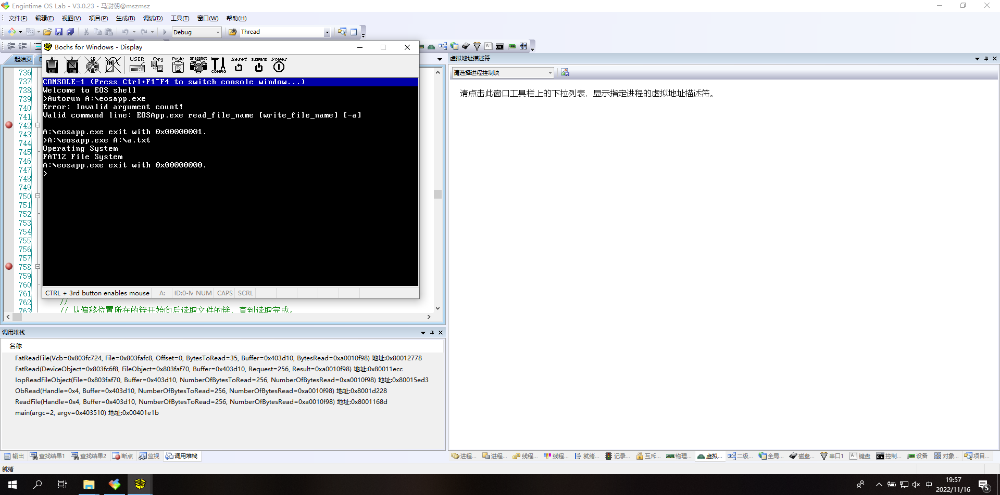 Engintime OS Lab - V3.0.23 - 马澍朝@mszmsz
文件(F) 编辑(E) 视图(V) 项目(P) 生成(B) 调试(D) 工具(T) 窗口(W) 帮助(H)
Debug Thread
Bochs for Windows - Display
起始页 E
虚拟地址描述符
请选择进程控制块
请点击此窗口工具栏上的下拉列表，显示指定进程的虚拟地址描述符。
A: B: CD USER Copy Paste snapshot CONFIG Reset SUSPEND Power
CONSOLE-1 (Press Ctrl+F1~F4 to switch console window...)
Welcome to EOS shell
>Autorun A:\eosapp.exe
Error: Invalid argument count!
Valid command line: EOSApp.exe read_file_name [write_file_name] [-a]
A:\eosapp.exe exit with 0x00000001.
>A:\eosapp.exe A:\a.txt
Operating System
FAT12 File System
A:\eosapp.exe exit with 0x00000000.
>
CTRL + 3rd button enables mouse A: HD:0-M NUM CAPS SCRL
736
737
738
739
740
741
742
743
744
745
746
747
748
749
750
751
752
753
754
755
756
757
758
759
760
761
762 //
763 // 从偏移位置所在的簇开始向后读取文件的簇，直到读取完成。
调用堆栈
名称
FatReadFile(Vcb=0x803fc724, File=0x803fafc8, Offset=0, BytesToRead=35, Buffer=0x403d10, BytesRead=0xa0010f98) 地址:0x80012778
FatRead(DeviceObject=0x803fc6f8, FileObject=0x803faf70, Buffer=0x403d10, Request=256, Result=0xa0010f98) 地址:0x80011ecc
IopReadFileObject(File=0x803faf70, Buffer=0x403d10, NumberOfBytesToRead=256, NumberOfBytesRead=0xa0010f98) 地址:0x80015ed3
ObRead(Handle=0x4, Buffer=0x403d10, NumberOfBytesToRead=256, NumberOfBytesRead=0xa0010f98) 地址:0x8001d228
ReadFile(Handle=0x4, Buffer=0x403d10, NumberOfBytesToRead=256, NumberOfBytesRead=0xa0010f98) 地址:0x8001168d
main(argc=2, argv=0x403510) 地址:0x00401e1b
输出 查找结果1 查找结果2 断点 监视 调用堆栈
进程... 进程... 线程... 线程... 就绪... 记录... 互斥... 物理... 虚拟... 二级... 全局... 磁盘... 串口1 键盘 控制... 设备 对象... 项目...
就绪
中 19:57
2022/11/16 5